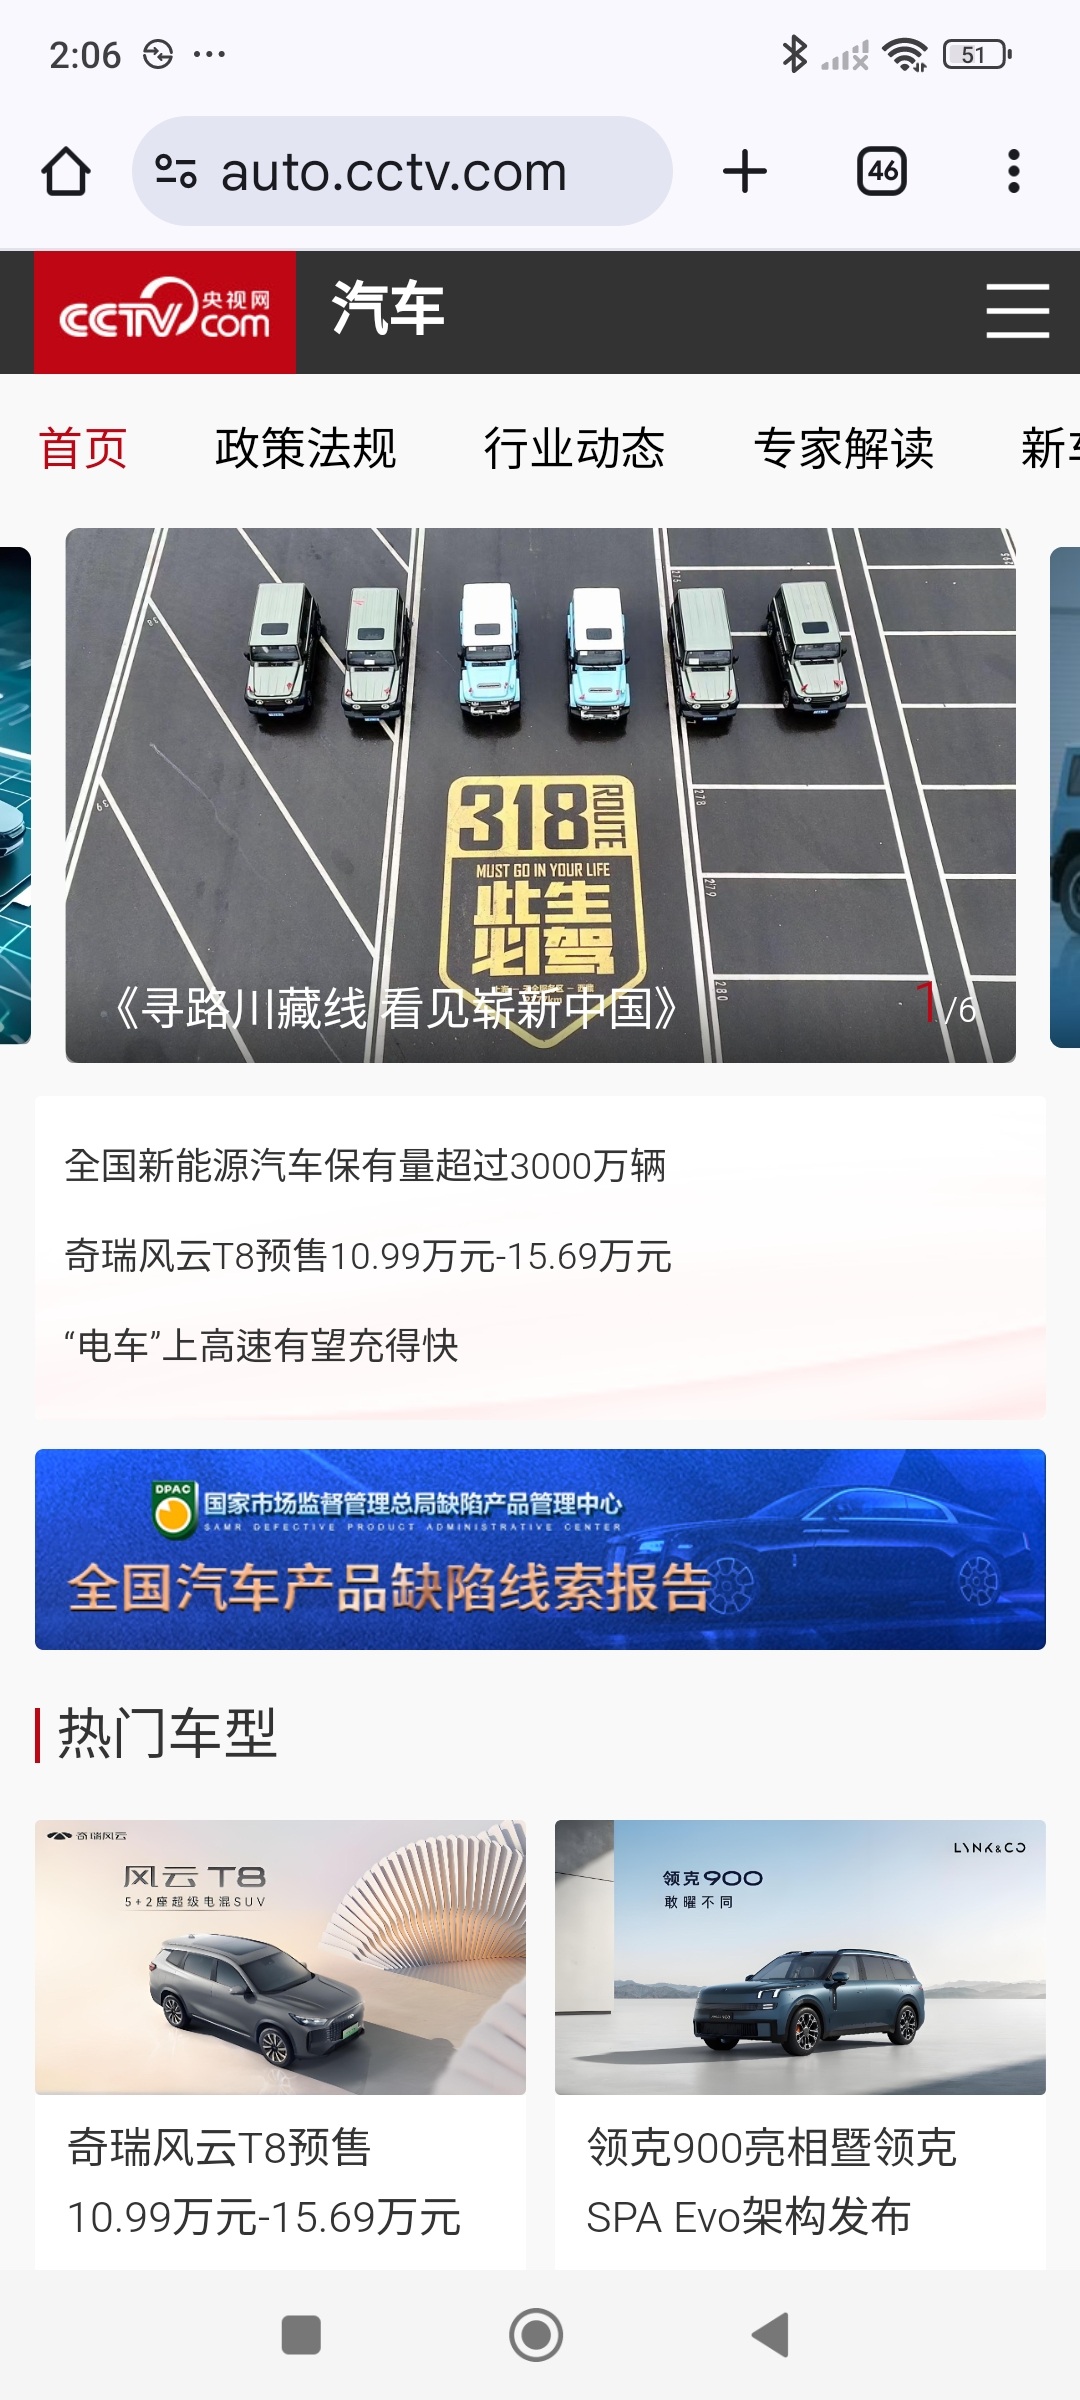 2:06
51
auto.cctv.com
46
CCTV.com 央视网
汽车
首页 政策法规 行业动态 专家解读 新车
318 ROUTE
MUST GO IN YOUR LIFE
此生
必驾
《寻路川藏线 看见崭新中国》
1/6
全国新能源汽车保有量超过3000万辆
奇瑞风云T8预售10.99万元-15.69万元
“电车”上高速有望充得快
DPAC 国家市场监督管理总局缺陷产品管理中心
SAMR DEFECTIVE PRODUCT ADMINISTRATIVE CENTER
全国汽车产品缺陷线索报告
热门车型
奇瑞风云
风云 T8
5+2座超级电混SUV
奇瑞风云T8预售
10.99万元-15.69万元
LYNK&CO
领克900
敢曜不同
领克900亮相暨领克
SPA Evo架构发布